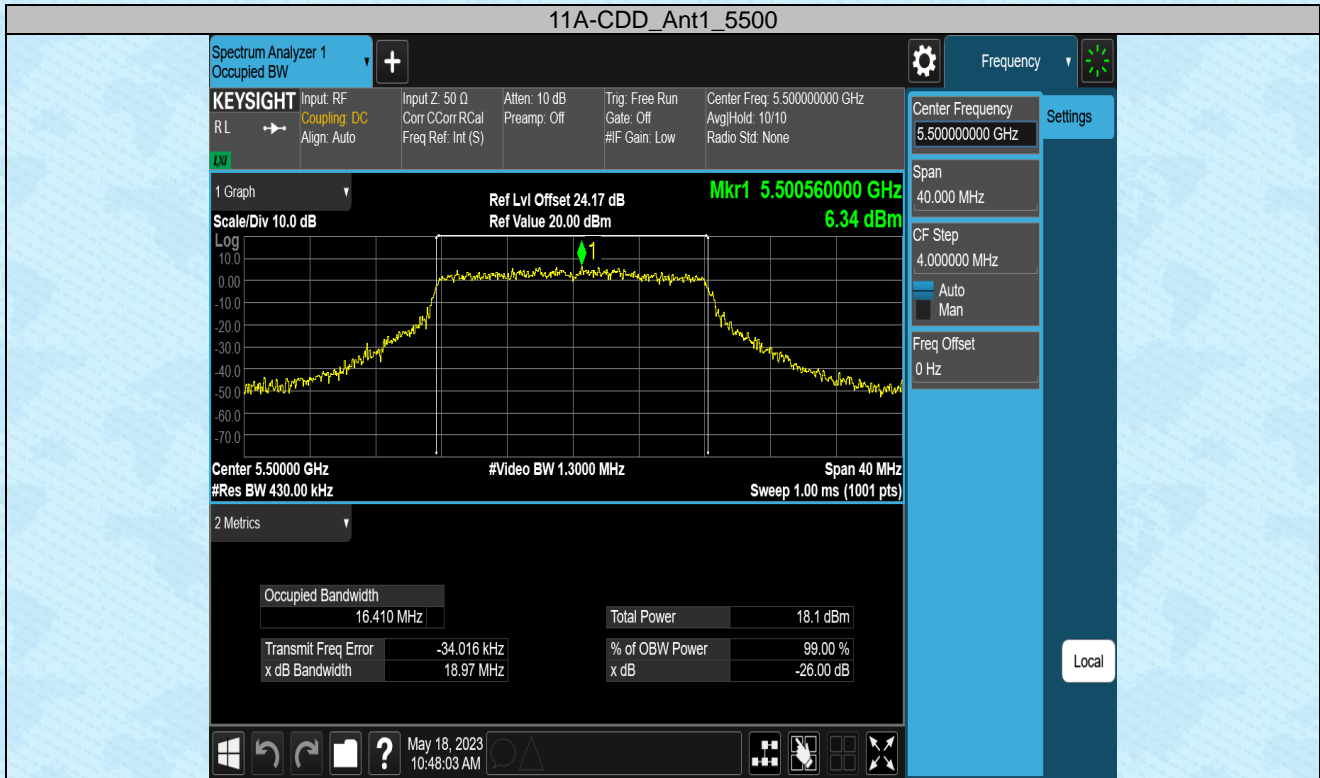 11A-CDD_Ant1_5500
Spectrum Analyzer 1
Occupied BW
+
Frequency
KEYSIGHT
R L
LXI
Input: RF
Coupling: DC
Align: Auto
Input Z: 50 Ω
Corr CCorr RCal
Freq Ref: Int (S)
Atten: 10 dB
Preamp: Off
Trig: Free Run
Gate: Off
#IF Gain: Low
Center Freq: 5.500000000 GHz
Avg|Hold: 10/10
Radio Std: None
Center Frequency
5.500000000 GHz
Settings
Span
40.000 MHz
CF Step
4.000000 MHz
Auto
Man
Freq Offset
0 Hz
Local
1 Graph
Scale/Div 10.0 dB
Ref Lvl Offset 24.17 dB
Ref Value 20.00 dBm
Mkr1 5.500560000 GHz
6.34 dBm
Log
10.0
0.00
-10.0
-20.0
-30.0
-40.0
-50.0
-60.0
-70.0
1
Center 5.50000 GHz
#Res BW 430.00 kHz
#Video BW 1.3000 MHz
Span 40 MHz
Sweep 1.00 ms (1001 pts)
2 Metrics
Occupied Bandwidth
16.410 MHz
Total Power 18.1 dBm
Transmit Freq Error -34.016 kHz
% of OBW Power 99.00 %
x dB Bandwidth 18.97 MHz
x dB -26.00 dB
?
May 18, 2023
10:48:03 AM